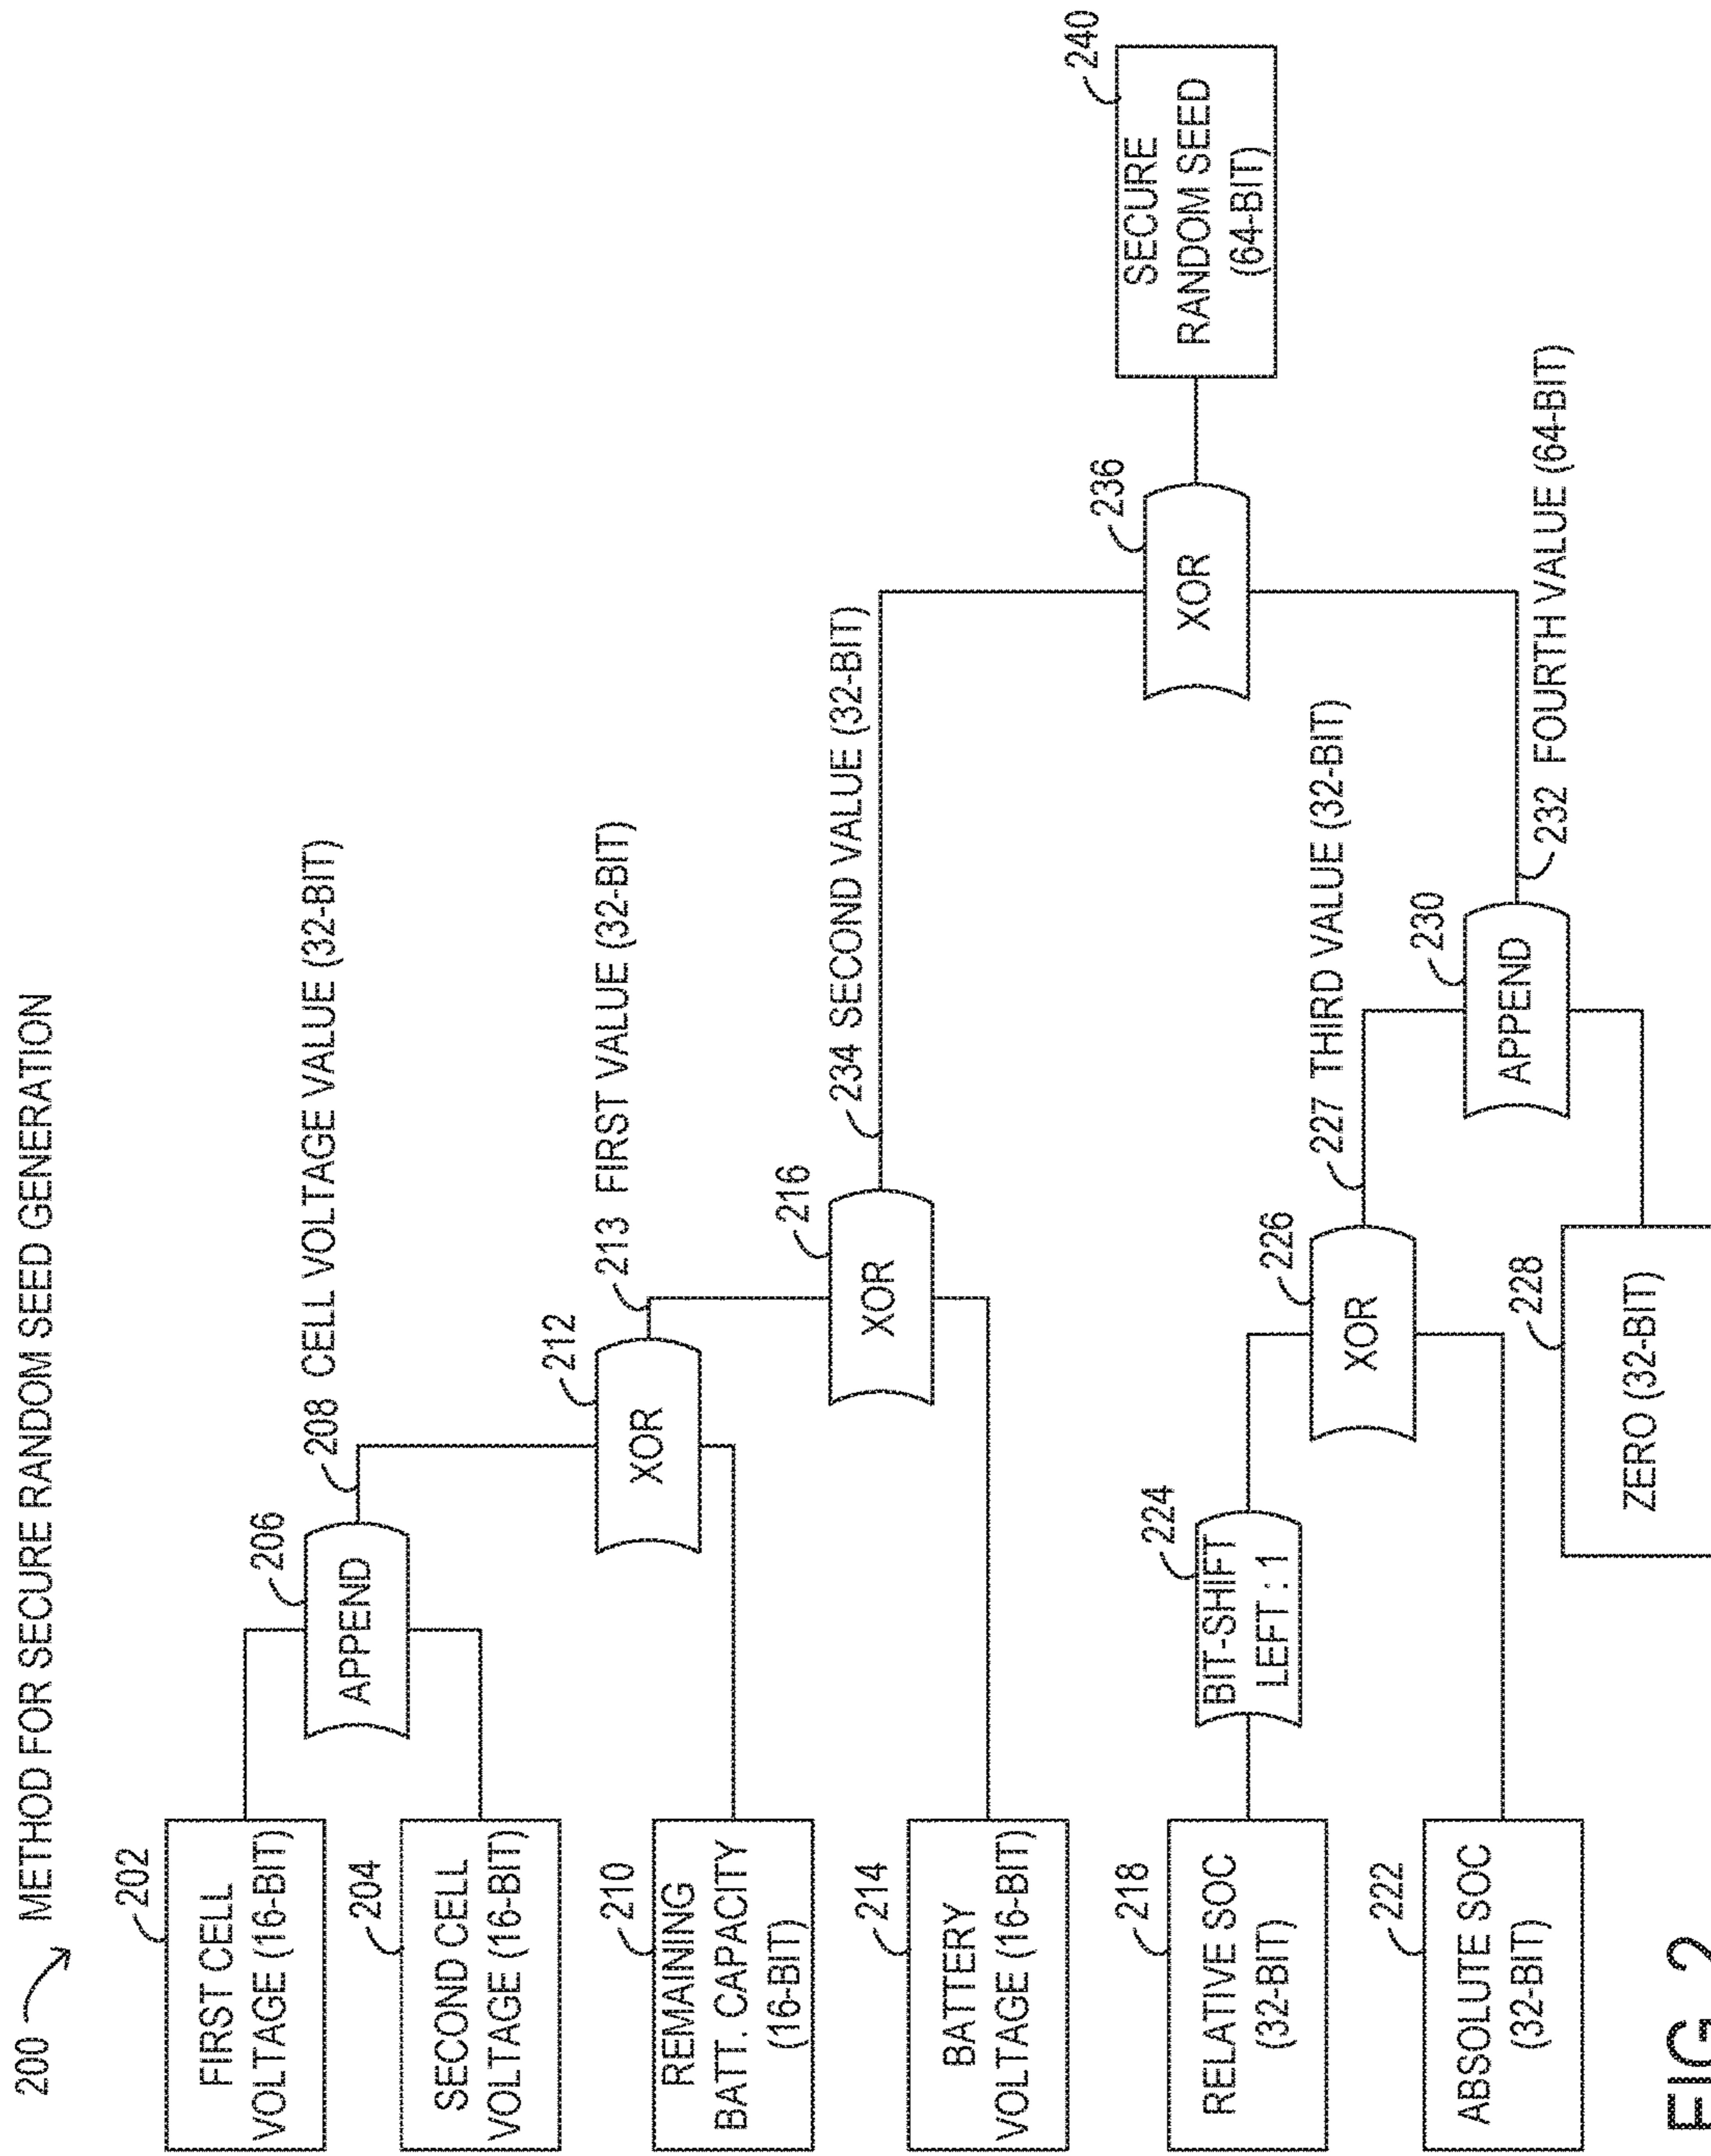 200 METHOD FOR SECURE RANDOM SEED GENERATION
202
FIRST CELL
VOLTAGE (16-BIT)
204
SECOND CELL
VOLTAGE (16-BIT)
206
APPEND
208 CELL VOLTAGE VALUE (32-BIT)
210
REMAINING
BATT. CAPACITY
(16-BIT)
212
XOR
213 FIRST VALUE (32-BIT)
214
BATTERY
VOLTAGE (16-BIT)
216
XOR
234 SECOND VALUE (32-BIT)
218
RELATIVE SOC
(32-BIT)
224
BIT-SHIFT
LEFT : 1
222
ABSOLUTE SOC
(32-BIT)
226
XOR
227 THIRD VALUE (32-BIT)
228
ZERO (32-BIT)
230
APPEND
232 FOURTH VALUE (64-BIT)
236
XOR
240
SECURE
RANDOM SEED
(64-BIT)
FIG. 2